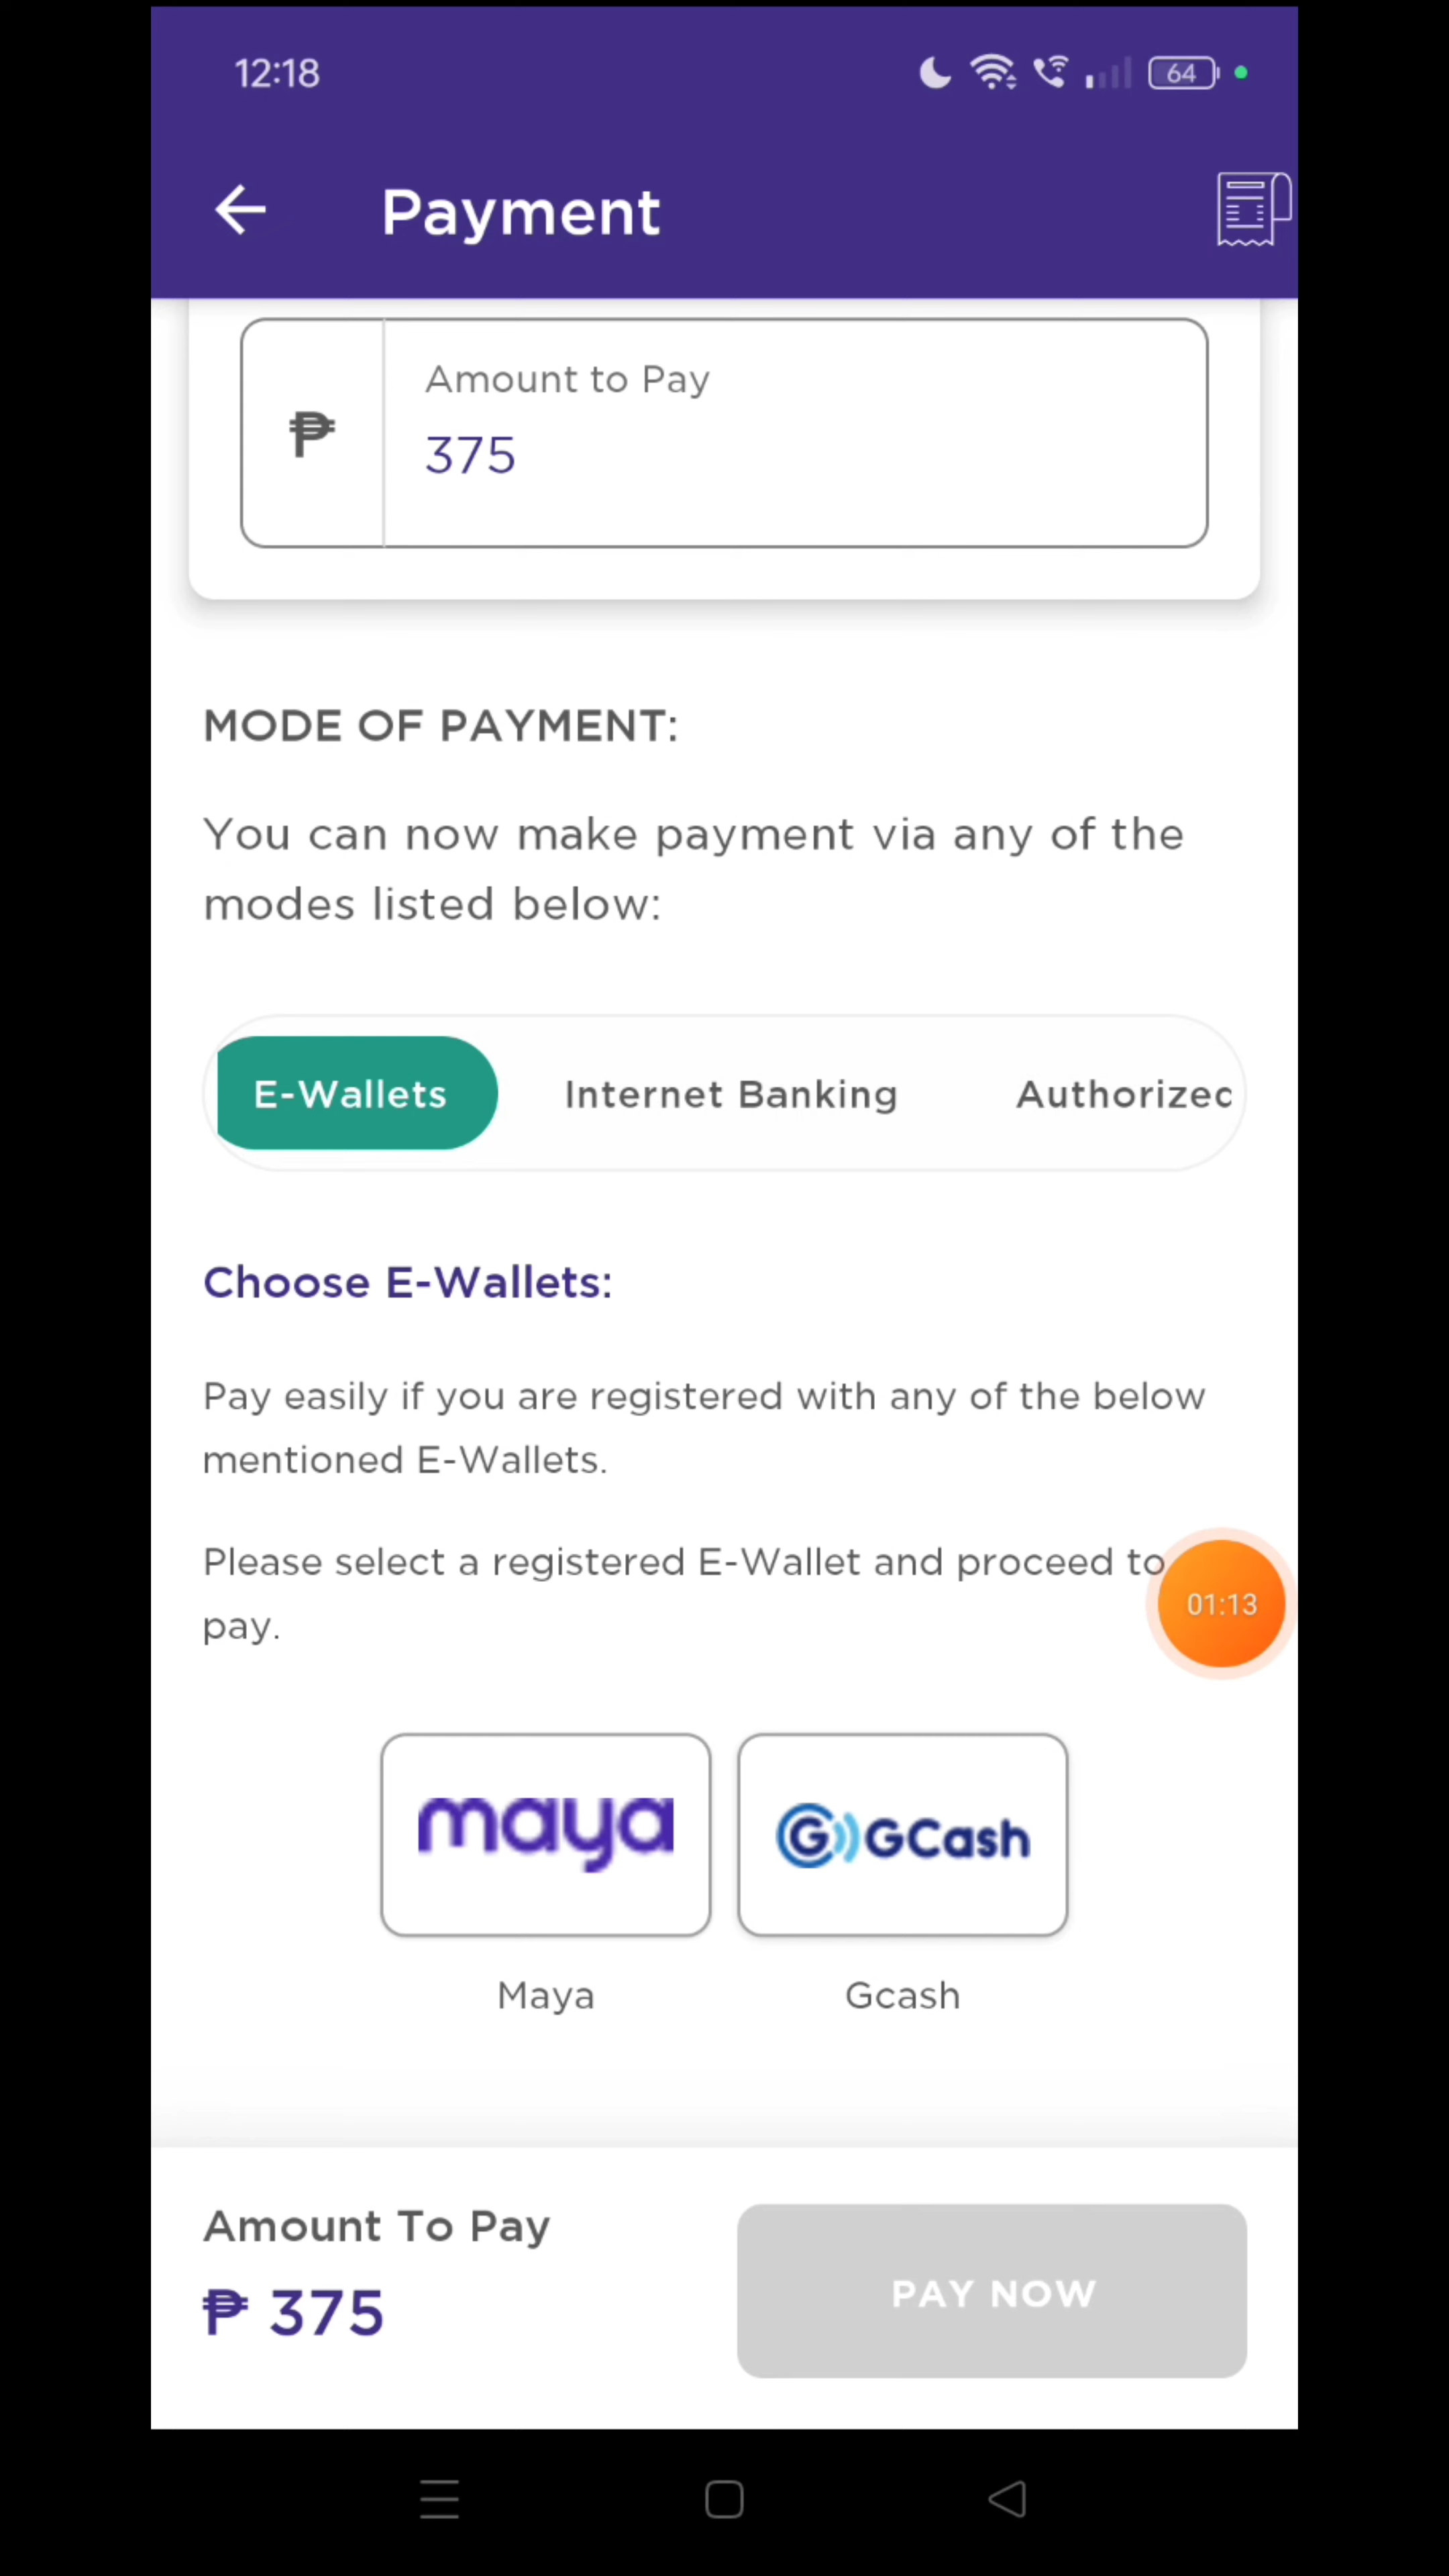 12:18
64
Payment
Amount to Pay
₱
375
MODE OF PAYMENT:
You can now make payment via any of the
modes listed below:
E-Wallets Internet Banking Authorized
Choose E-Wallets:
Pay easily if you are registered with any of the below
mentioned E-Wallets.
Please select a registered E-Wallet and proceed to
pay.
01:13
maya
G GCash
Maya Gcash
Amount To Pay
₱ 375
PAY NOW